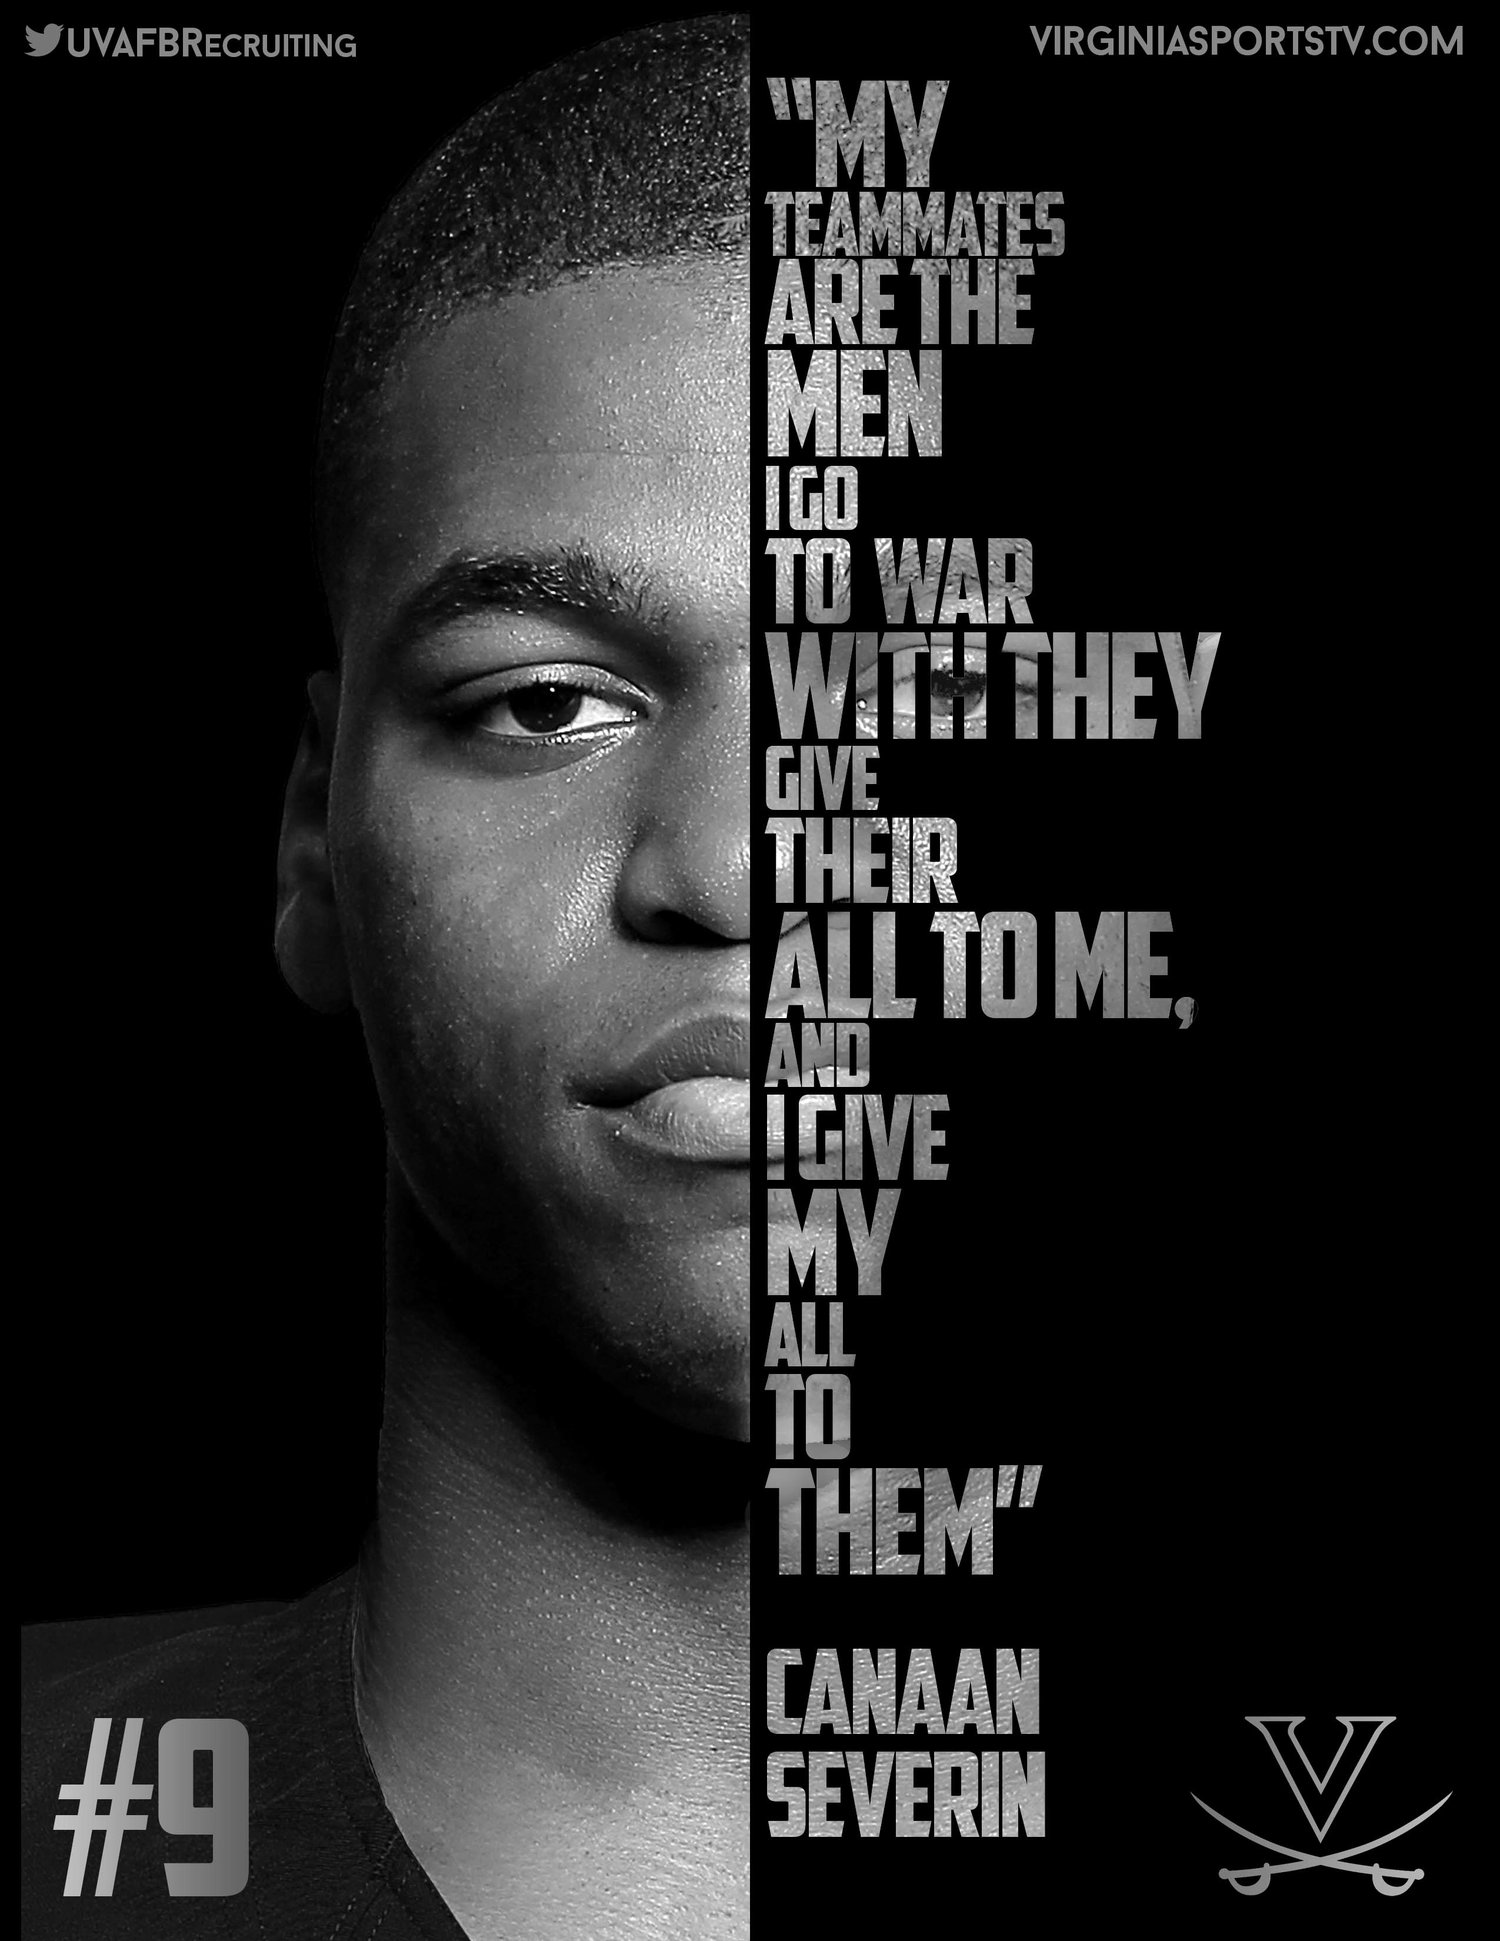 UVAFBRECRUITING
VIRGINIASPORTSTV.COM
“MY
TEAMMATES
ARE THE
MEN
I GO
TO WAR
WITH THEY
GIVE
THEIR
ALL TO ME,
AND
I GIVE
MY
ALL
TO
THEM”
CANAAN
SEVERIN
#9
V